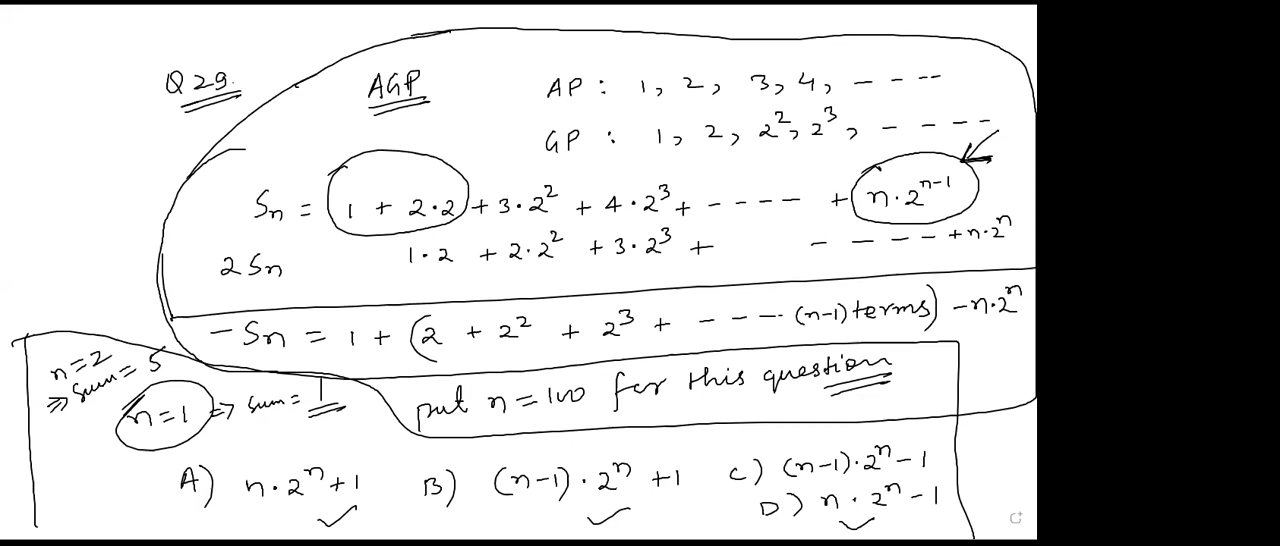 Q 29. AGP AP : 1, 2, 3, 4, - - - -
GP : 1, 2, 2², 2³, - - - -
Sn = 1 + 2·2 + 3·2² + 4·2³ + - - - - + n·2ⁿ⁻¹
2Sn 1·2 + 2·2² + 3·2³ + - - - - + n·2ⁿ
-Sn = 1 + (2 + 2² + 2³ + - - - - (n-1) terms) - n·2ⁿ
n=2
⇒ sum = 5
n=1 ⇒ sum = 1
put n=100 for this question
A) n·2ⁿ+1 B) (n-1)·2ⁿ +1 C) (n-1)·2ⁿ-1
D) n·2ⁿ-1